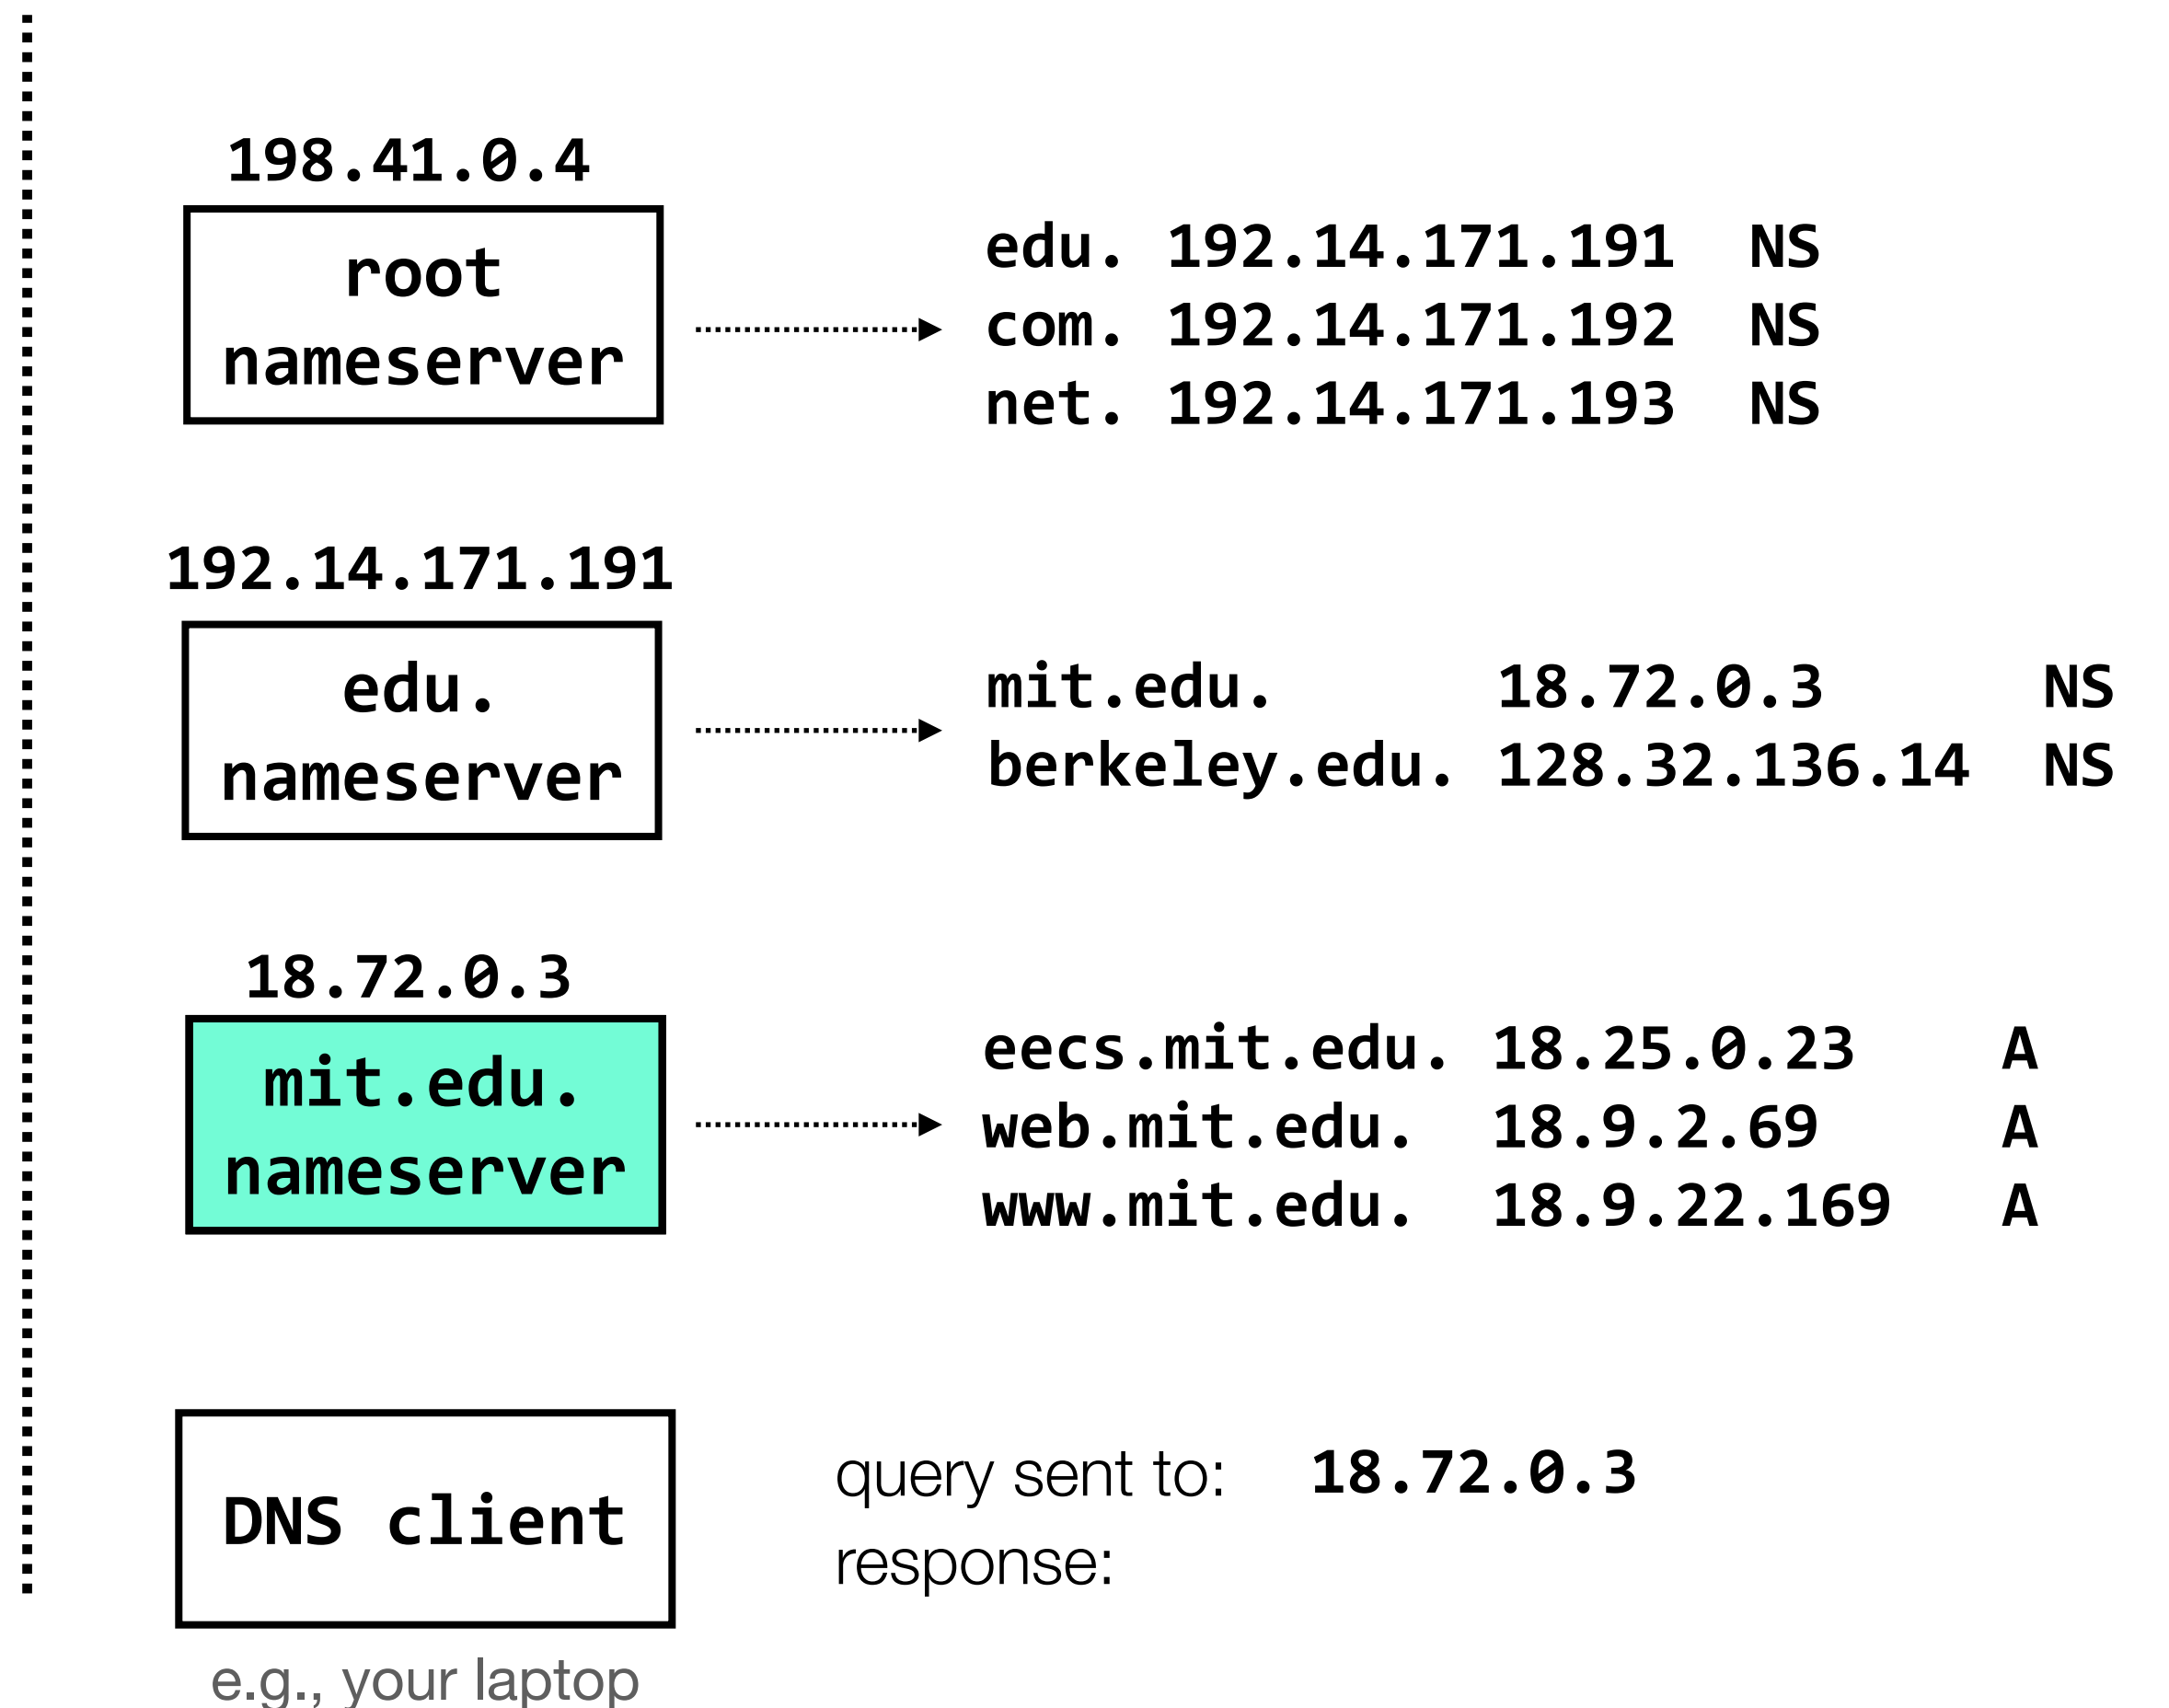 198.41.0.4
root
nameserver
edu. 192.14.171.191 NS
com. 192.14.171.192 NS
net. 192.14.171.193 NS
192.14.171.191
edu.
nameserver
mit.edu. 18.72.0.3 NS
berkeley.edu. 128.32.136.14 NS
18.72.0.3
mit.edu.
nameserver
eecs.mit.edu. 18.25.0.23 A
web.mit.edu. 18.9.2.69 A
www.mit.edu. 18.9.22.169 A
DNS client
query sent to: 18.72.0.3
response:
e.g., your laptop